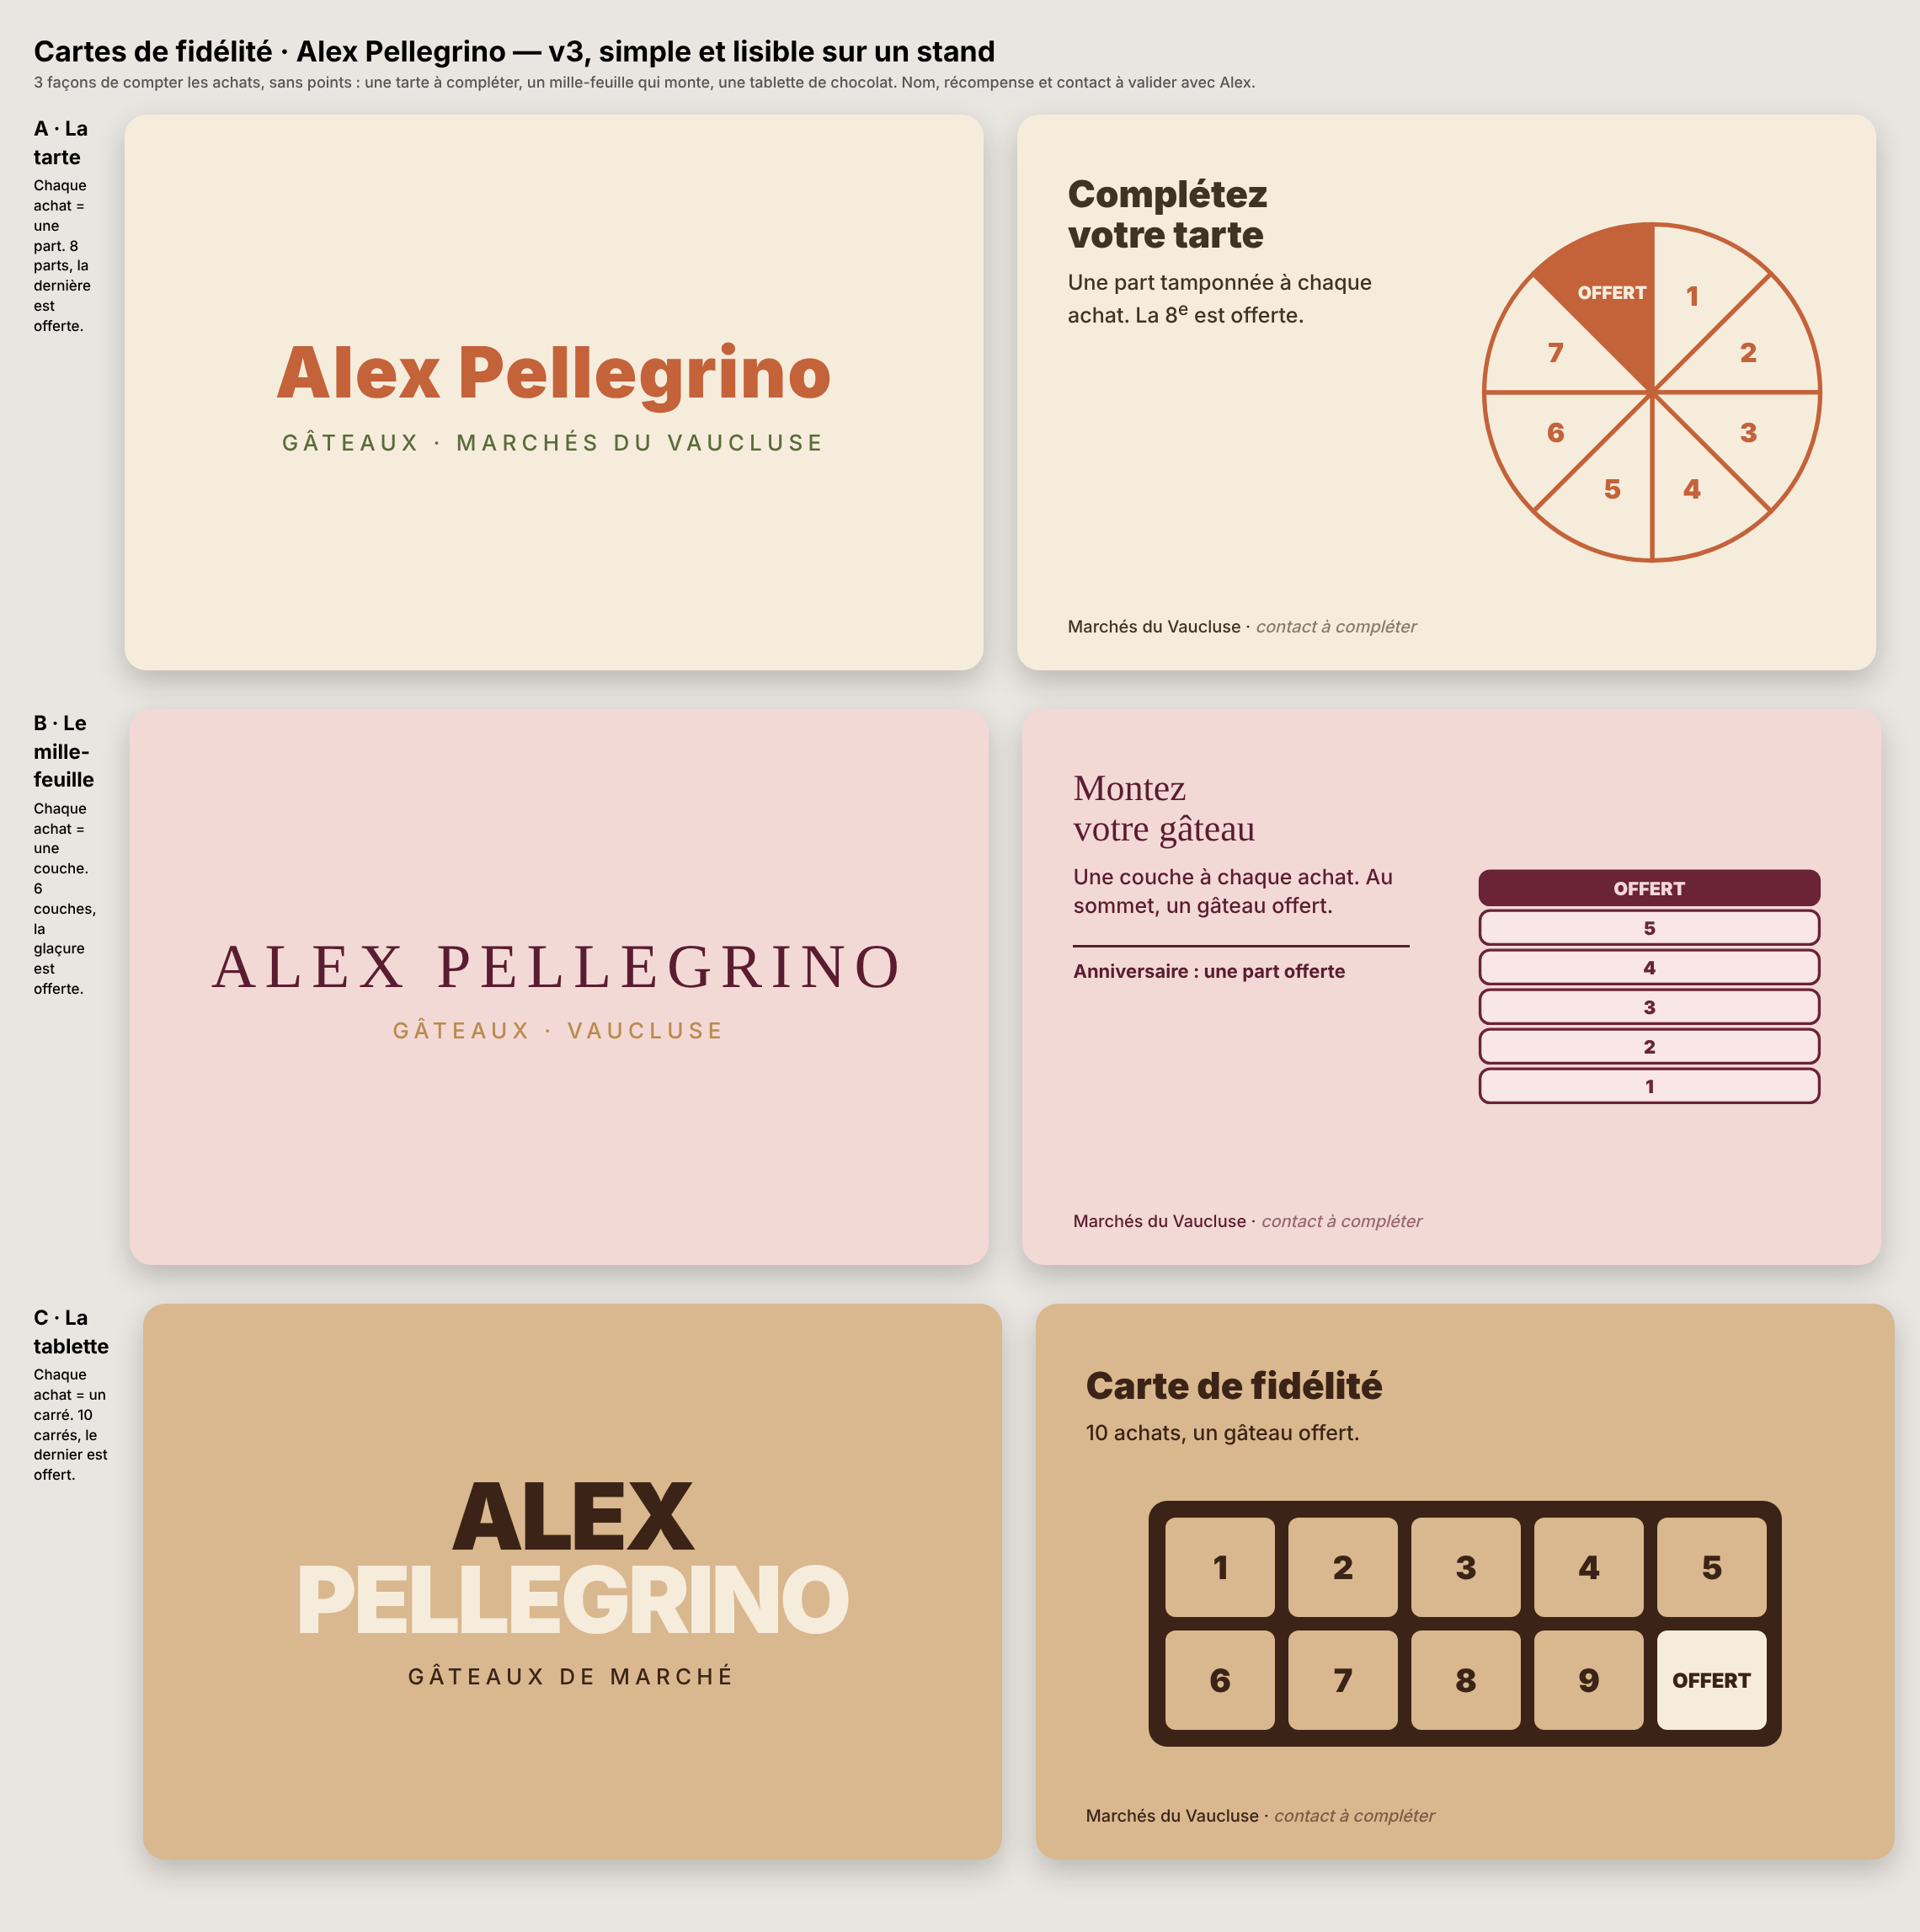 Cartes de fidélité · Alex Pellegrino — v3, simple et lisible sur un stand
3 façons de compter les achats, sans points : une tarte à compléter, un mille-feuille qui monte, une tablette de chocolat. Nom, récompense et contact à valider avec Alex.
A · La
tarte
Chaque
achat =
une
part. 8
parts, la
dernière
est
offerte.
Alex Pellegrino
GÂTEAUX · MARCHÉS DU VAUCLUSE
Complétez
votre tarte
Une part tamponnée à chaque
achat. La 8e est offerte.
OFFERT
1
2
3
4
5
6
7
Marchés du Vaucluse · contact à compléter
B · Le
mille-
feuille
Chaque
achat =
une
couche.
6
couches,
la
glaçure
est
offerte.
ALEX PELLEGRINO
GÂTEAUX · VAUCLUSE
Montez
votre gâteau
Une couche à chaque achat. Au
sommet, un gâteau offert.
Anniversaire : une part offerte
OFFERT
5
4
3
2
1
Marchés du Vaucluse · contact à compléter
C · La
tablette
Chaque
achat = un
carré. 10
carrés, le
dernier est
offert.
ALEX
PELLEGRINO
GÂTEAUX DE MARCHÉ
Carte de fidélité
10 achats, un gâteau offert.
1 2 3 4 5
6 7 8 9 OFFERT
Marchés du Vaucluse · contact à compléter